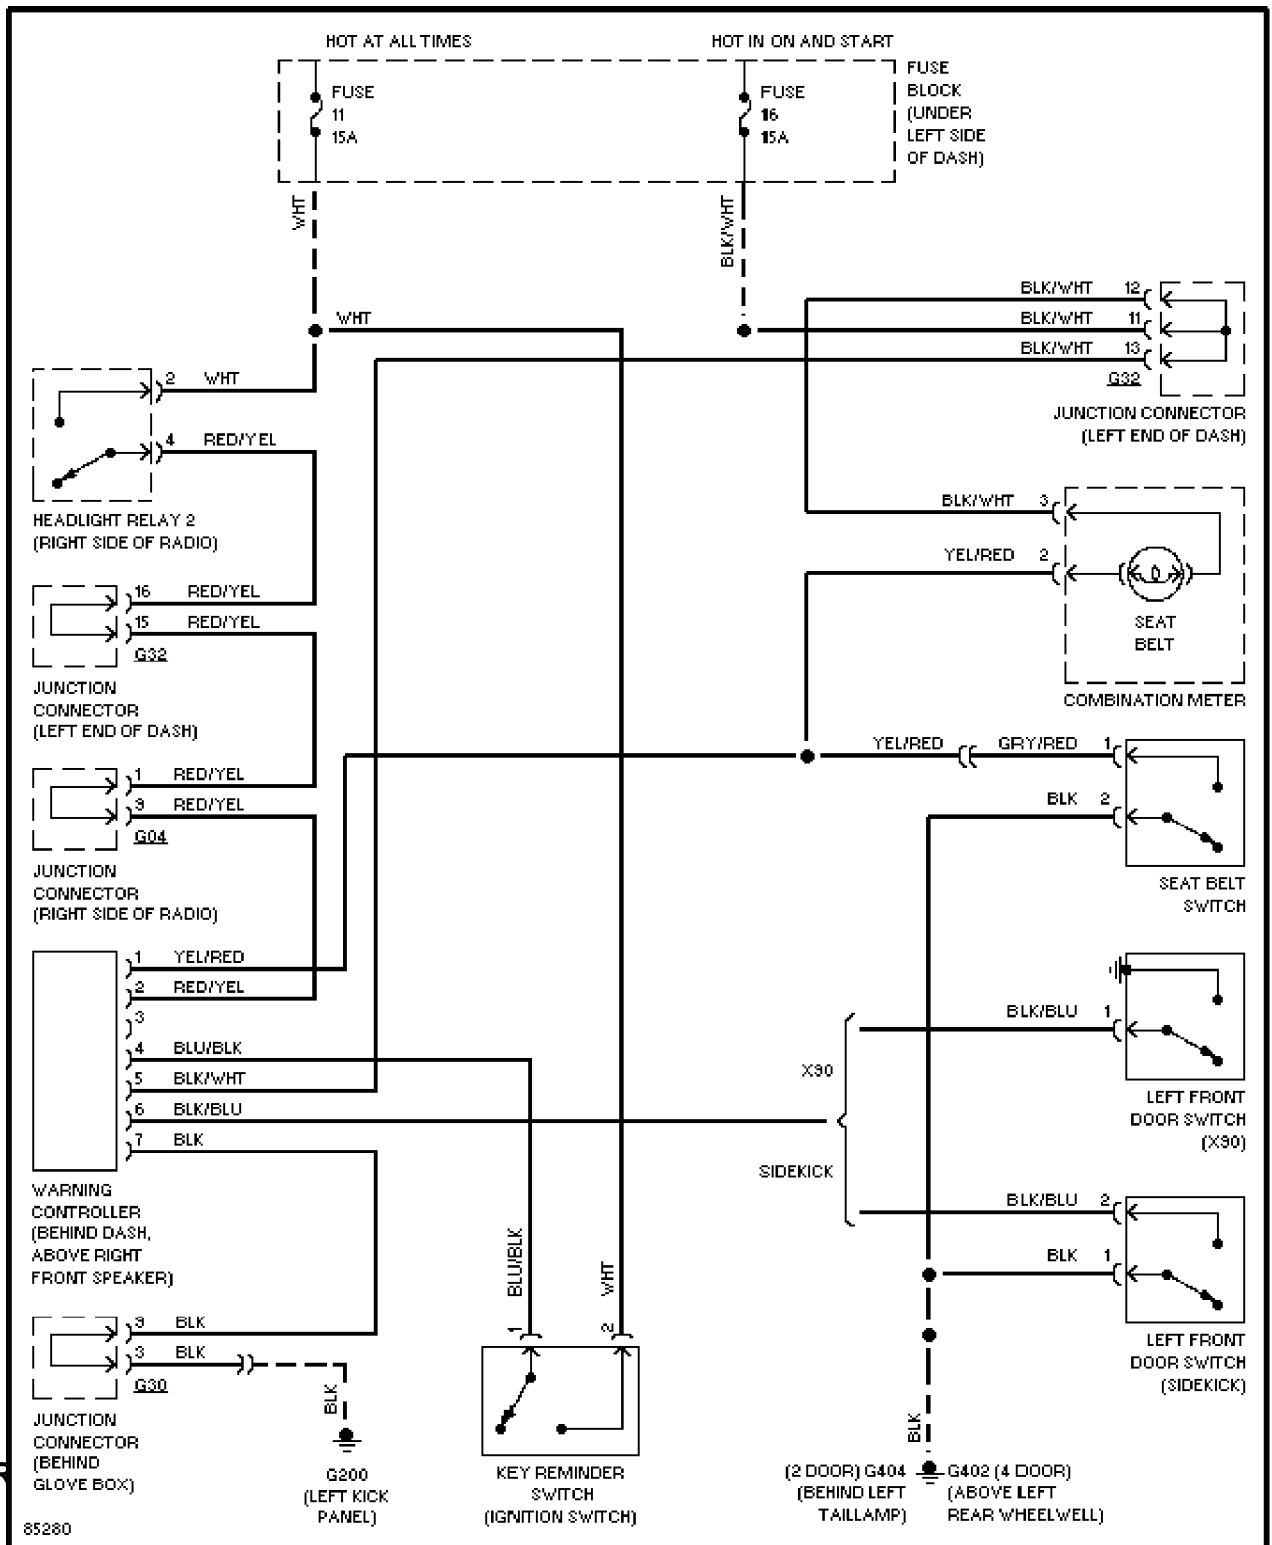 HOT AT ALL TIMES
HOT IN ON AND START
FUSE
11
15A
FUSE
16
15A
FUSE
BLOCK
(UNDER
LEFT SIDE
OF DASH)
WHT
BLK/WHT
WHT
BLK/WHT 12
BLK/WHT 11
BLK/WHT 13
G32
JUNCTION CONNECTOR
(LEFT END OF DASH)
2 WHT
4 RED/YEL
HEADLIGHT RELAY 2
(RIGHT SIDE OF RADIO)
BLK/WHT 3
YEL/RED 2
SEAT
BELT
COMBINATION METER
16 RED/YEL
15 RED/YEL
G32
JUNCTION
CONNECTOR
(LEFT END OF DASH)
YEL/RED GRY/RED 1
BLK 2
SEAT BELT
SWITCH
1 RED/YEL
9 RED/YEL
G04
JUNCTION
CONNECTOR
(RIGHT SIDE OF RADIO)
1 YEL/RED
2 RED/YEL
3
4 BLU/BLK
5 BLK/WHT
6 BLK/BLU
7 BLK
WARNING
CONTROLLER
(BEHIND DASH,
ABOVE RIGHT
FRONT SPEAKER)
BLK/BLU 1
X90
LEFT FRONT
DOOR SWITCH
(X90)
SIDEKICK
BLK/BLU 2
BLK 1
LEFT FRONT
DOOR SWITCH
(SIDEKICK)
9 BLK
3 BLK
G30
JUNCTION
CONNECTOR
(BEHIND
GLOVE BOX)
BLK
G200
(LEFT KICK
PANEL)
BLU/BLK
WHT
1
2
KEY REMINDER
SWITCH
(IGNITION SWITCH)
BLK
(2 DOOR) G404
(BEHIND LEFT
TAILLAMP)
G402 (4 DOOR)
(ABOVE LEFT
REAR WHEELWELL)
85280